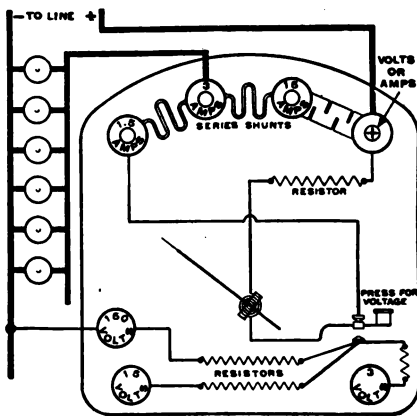 − TO LINE +
VOLTS
OR
AMPS
3
AMPS
15
AMPS
1.5
AMPS
SERIES SHUNTS
RESISTOR
PRESS FOR
VOLTAGE
150
VOLTS
RESISTORS
15
VOLTS
3
VOLTS